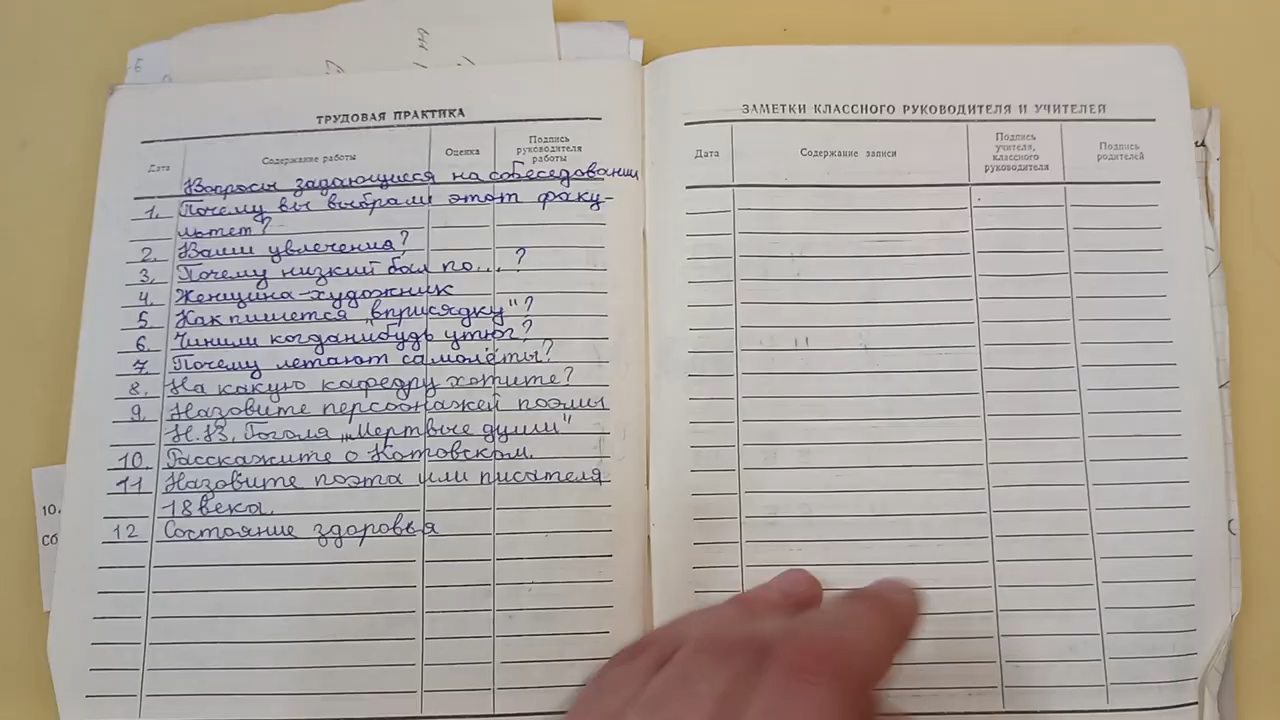 ТРУДОВАЯ ПРАКТИКА
Дата
Содержание работы
Оценка
Подпись
руководителя
работы
Вопросы задающиеся на собеседовании
1. Почему вы выбрали этот факу-
льтет?
2. Ваши увлечения?
3. Почему низкий бал по... ?
4. Женщина-художник
5 Как пишется „вприсядку"?
6. Чинили когданибудь утюг?
7 Почему летают самолёты?
8. На какую кафедру хотите?
9. Назовите персоонажей поэмы
Н.В. Гоголя „Мертвые души"
10. Расскажите о Котовском.
11 Назовите поэта или писателя
18 века.
12 Состояние здоровья
ЗАМЕТКИ КЛАССНОГО РУКОВОДИТЕЛЯ И УЧИТЕЛЕЙ
Дата
Содержание записи
Подпись
учителя,
классного
руководителя
Подпись
родителей
10.